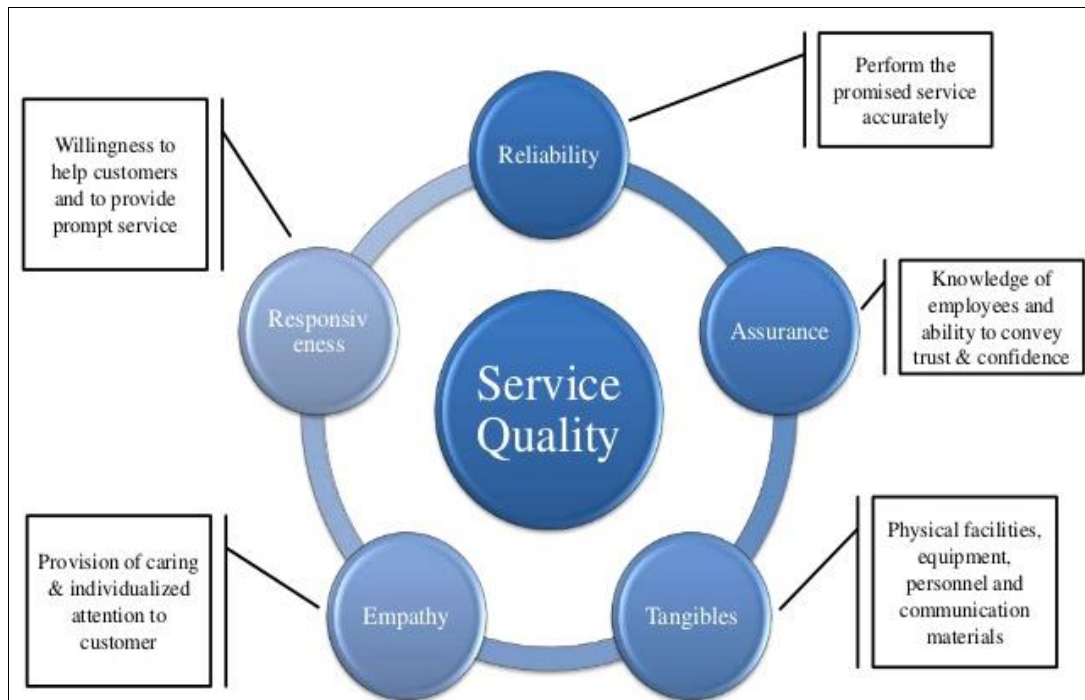 Perform the
promised service
accurately
Reliability
Willingness to
help customers
and to provide
prompt service
Responsiv
eness
Service
Quality
Assurance
Knowledge of
employees and
ability to convey
trust & confidence
Provision of caring
& individualized
attention to
customer
Empathy
Tangibles
Physical facilities,
equipment,
personnel and
communication
materials